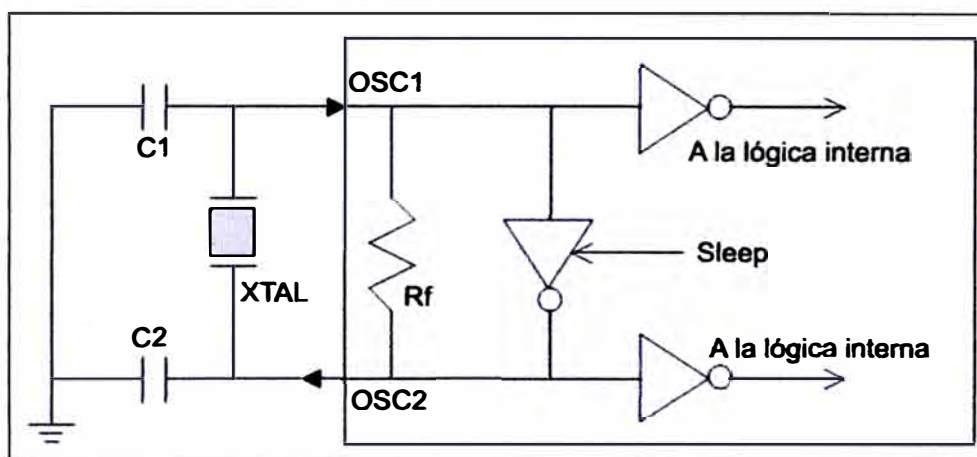 OSC1
C1
A la lógica interna
Sleep
XTAL
Rf
C2
A la lógica interna
OSC2